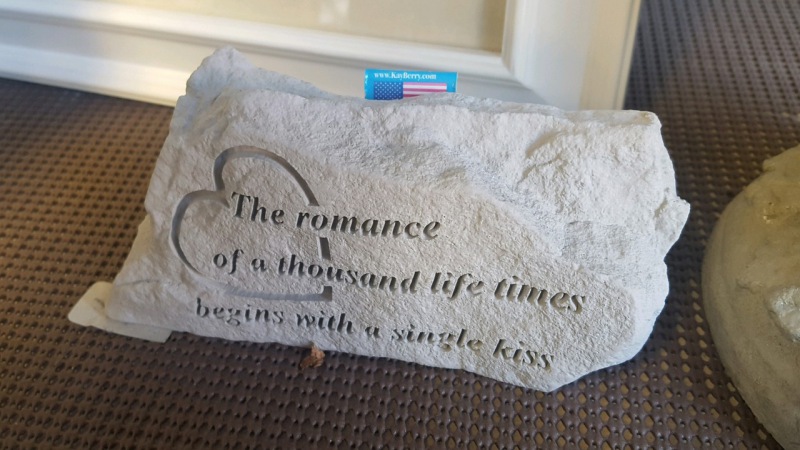 www.KayBerry.com
The romance
of a thousand life times
begins with a single kiss